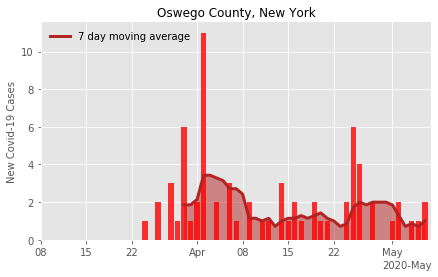 Oswego County, New York
7 day moving average
New Covid-19 Cases
10
8
6
4
2
0
08 15 22 Apr 08 15 22 May
2020-May